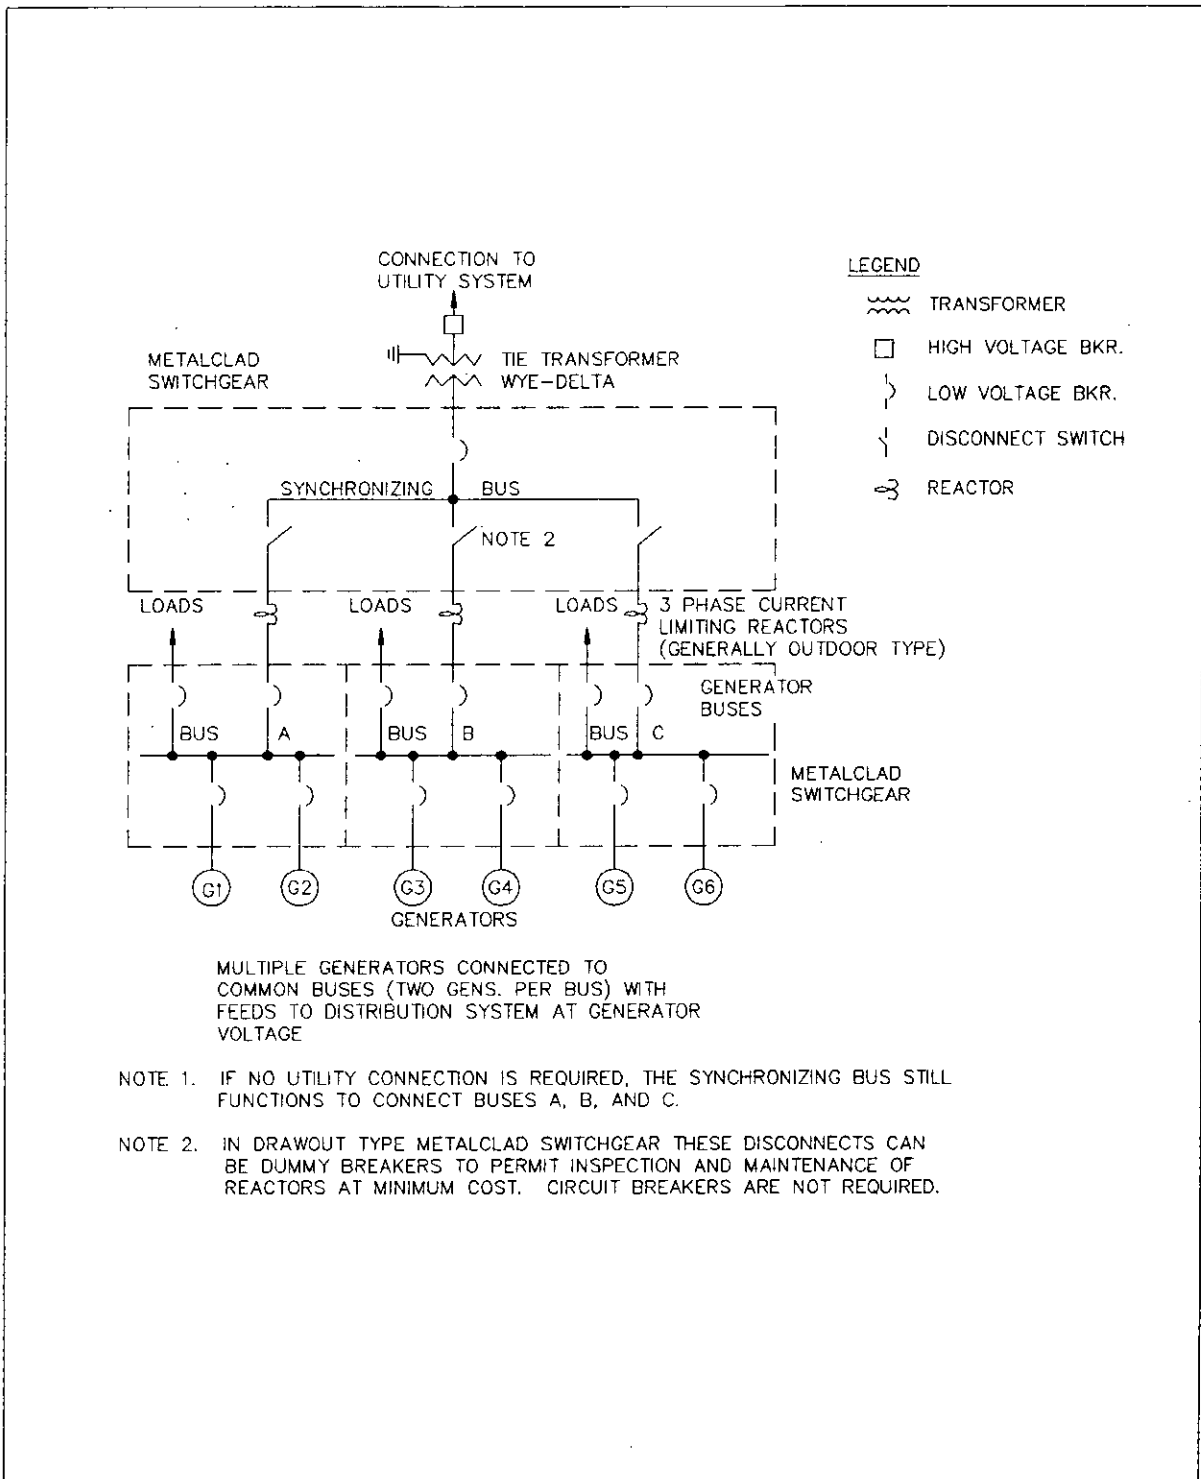 CONNECTION TO
UTILITY SYSTEM
METALCLAD
SWITCHGEAR
TIE TRANSFORMER
WYE-DELTA
LEGEND
TRANSFORMER
HIGH VOLTAGE BKR.
LOW VOLTAGE BKR.
DISCONNECT SWITCH
REACTOR
SYNCHRONIZING BUS
NOTE 2
LOADS
LOADS
LOADS
3 PHASE CURRENT
LIMITING REACTORS
(GENERALLY OUTDOOR TYPE)
GENERATOR
BUSES
BUS A
BUS B
BUS C
METALCLAD
SWITCHGEAR
G1
G2
G3
G4
G5
G6
GENERATORS
MULTIPLE GENERATORS CONNECTED TO
COMMON BUSES (TWO GENS. PER BUS) WITH
FEEDS TO DISTRIBUTION SYSTEM AT GENERATOR
VOLTAGE
NOTE 1. IF NO UTILITY CONNECTION IS REQUIRED, THE SYNCHRONIZING BUS STILL
FUNCTIONS TO CONNECT BUSES A, B, AND C.
NOTE 2. IN DRAWOUT TYPE METALCLAD SWITCHGEAR THESE DISCONNECTS CAN
BE DUMMY BREAKERS TO PERMIT INSPECTION AND MAINTENANCE OF
REACTORS AT MINIMUM COST. CIRCUIT BREAKERS ARE NOT REQUIRED.